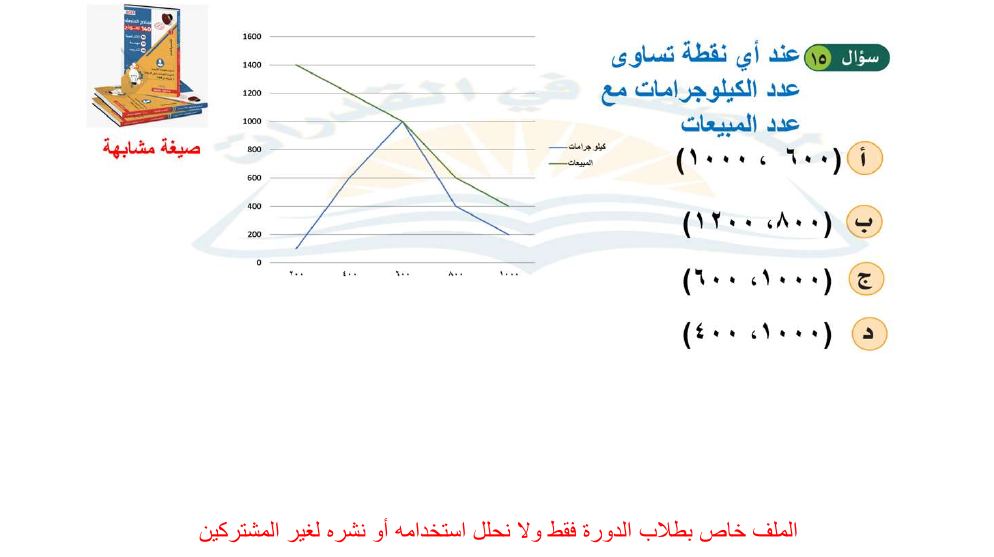 سؤال ١٥
عند أي نقطة تساوى
عدد الكيلوجرامات مع
عدد المبيعات
أ (٦٠٠ ، ١٠٠٠)
ب (٨٠٠، ١٢٠٠)
ج (١٠٠٠، ٦٠٠)
د (١٠٠٠، ٤٠٠)
صيغة مشابهة
1600
1400
1200
1000
800
600
400
200
0
٢٠٠ ٤٠٠ ٦٠٠ ٨٠٠ ١٠٠٠
كيلو جرامات
المبيعات
الملف خاص بطلاب الدورة فقط ولا نحلل استخدامه أو نشره لغير المشتركين